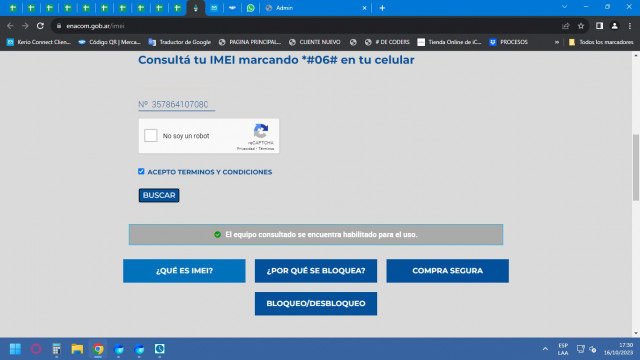 Admin
enacom.gob.ar/imei
Kerio Connect Clien...
Código QR | Merca...
Traductor de Google
PAGINA PRINCIPAL...
CLIENTE NUEVO
# DE CODERS
Tienda Online de iC...
PROCESOS
»
Todos los marcadores
Consultá tu IMEI marcando *#06# en tu celular
Nº 35786410708C
No soy un robot
reCAPTCHA
Privacidad - Términos
ACEPTO TERMINOS Y CONDICIONES
BUSCAR
El equipo consultado se encuentra habilitado para el uso.
¿QUÉ ES IMEI?
¿POR QUÉ SE BLOQUEA?
COMPRA SEGURA
BLOQUEO/DESBLOQUEO
ESP
LAA
17:30
16/10/2023